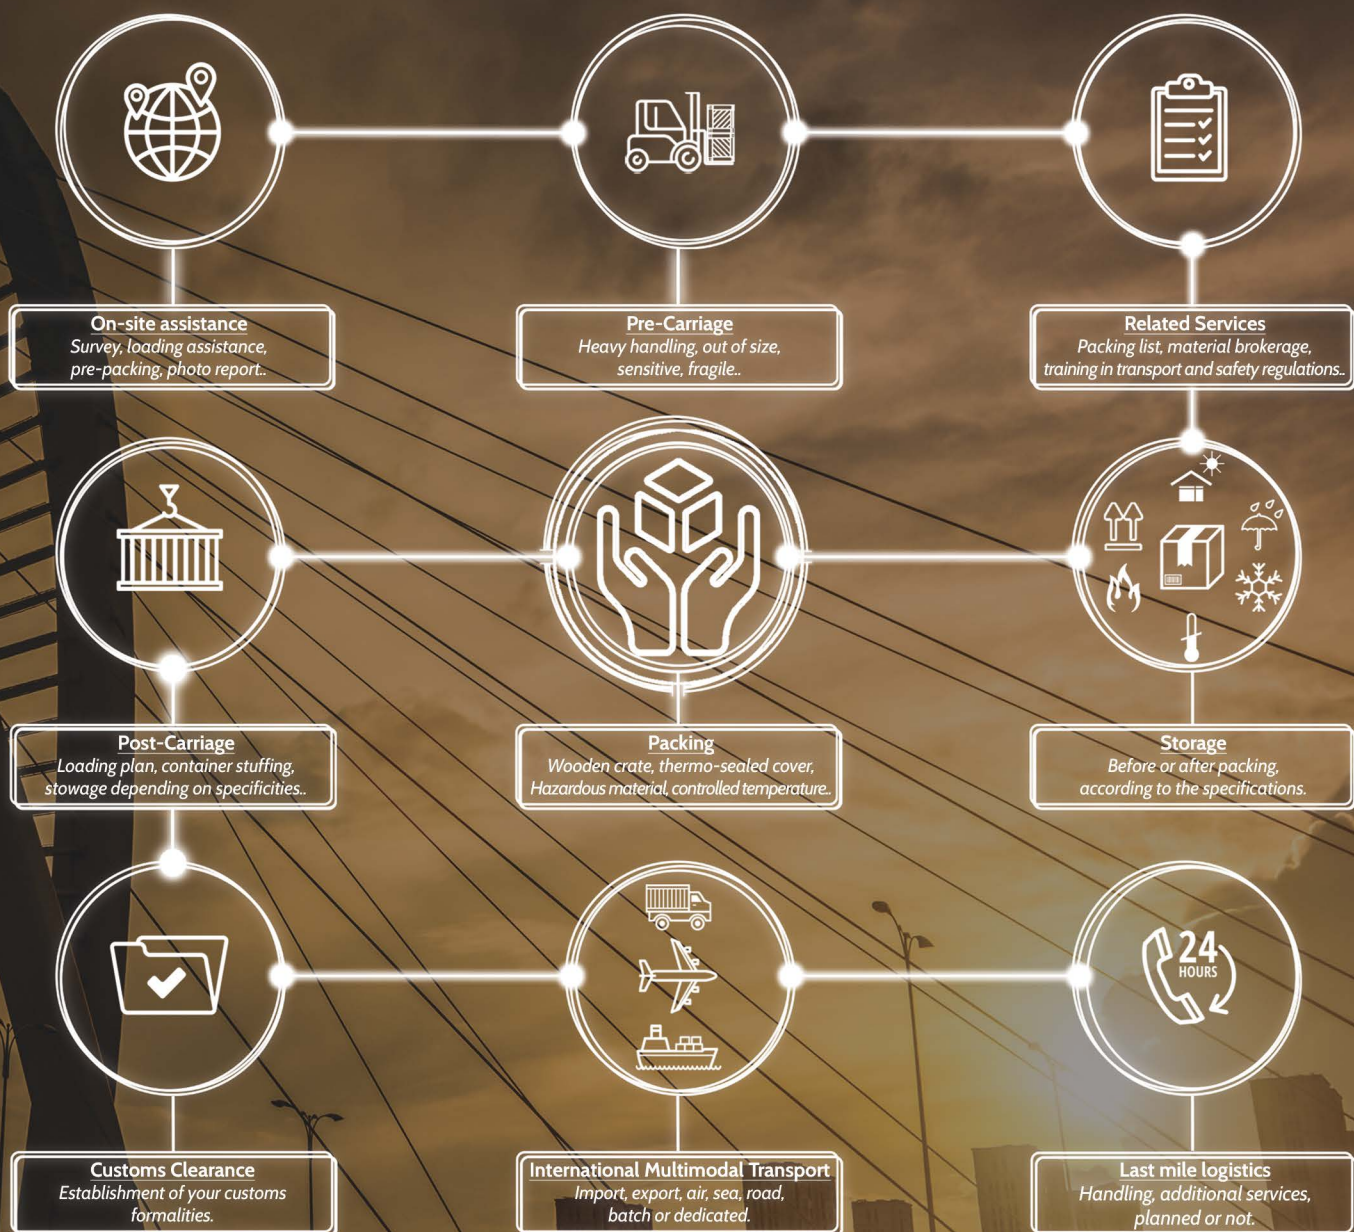 On-site assistance
Survey, loading assistance,
pre-packing, photo report..
Pre-Carriage
Heavy handling, out of size,
sensitive, fragile..
Related Services
Packing list, material brokerage,
training in transport and safety regulations..
Post-Carriage
Loading plan, container stuffing,
stowage depending on specificities..
Packing
Wooden crate, thermo-sealed cover,
Hazardous material, controlled temperature..
Storage
Before or after packing,
according to the specifications.
24
HOURS
Customs Clearance
Establishment of your customs
formalities.
International Multimodal Transport
Import, export, air, sea, road,
batch or dedicated.
Last mile logistics
Handling, additional services,
planned or not.